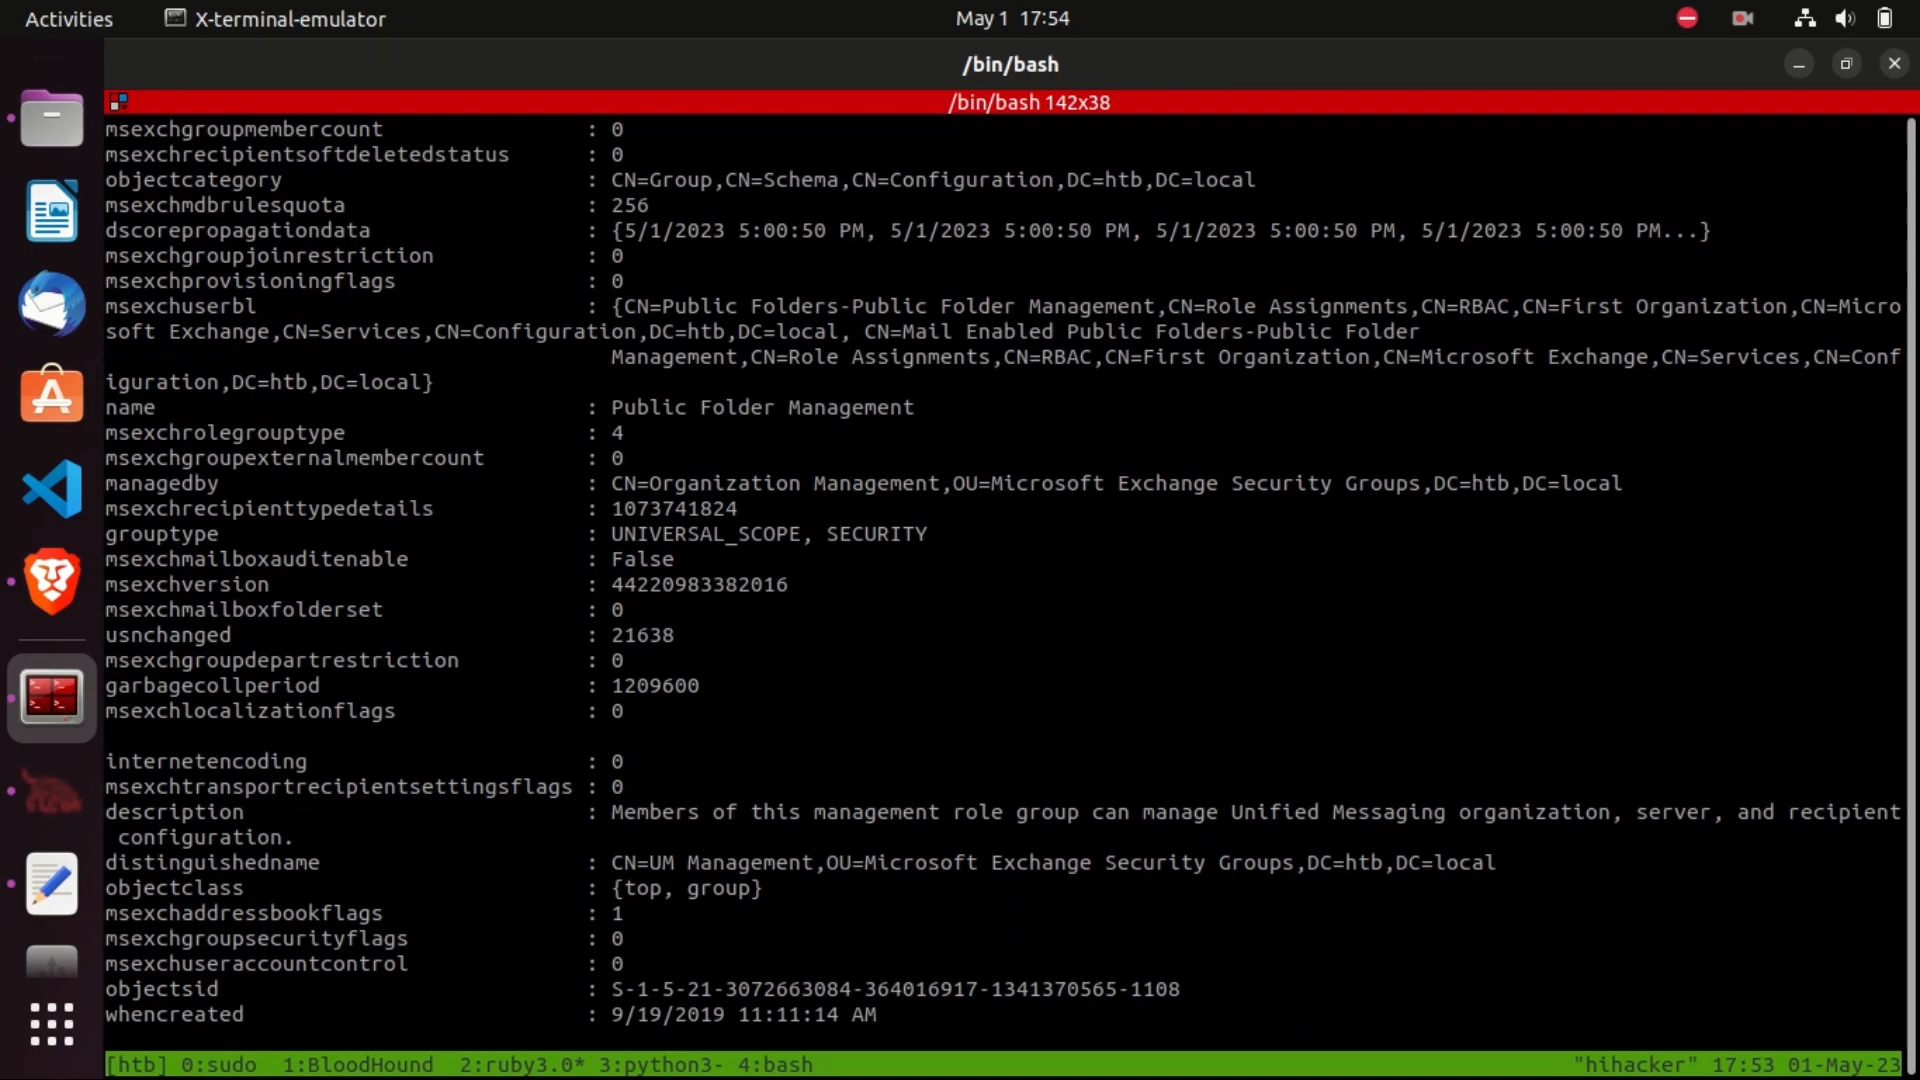 Activities X-terminal-emulator May 1 17:54
/bin/bash
/bin/bash 142x38
msexchgroupmembercount : 0
msexchrecipientsoftdeletedstatus : 0
objectcategory : CN=Group,CN=Schema,CN=Configuration,DC=htb,DC=local
msexchmdbrulesquota : 256
dscorepropagationdata : {5/1/2023 5:00:50 PM, 5/1/2023 5:00:50 PM, 5/1/2023 5:00:50 PM, 5/1/2023 5:00:50 PM...}
msexchgroupjoinrestriction : 0
msexchprovisioningflags : 0
msexchuserbl : {CN=Public Folders-Public Folder Management,CN=Role Assignments,CN=RBAC,CN=First Organization,CN=Micro
soft Exchange,CN=Services,CN=Configuration,DC=htb,DC=local, CN=Mail Enabled Public Folders-Public Folder
Management,CN=Role Assignments,CN=RBAC,CN=First Organization,CN=Microsoft Exchange,CN=Services,CN=Conf
iguration,DC=htb,DC=local}
name : Public Folder Management
msexchrolegrouptype : 4
msexchgroupexternalmembercount : 0
managedby : CN=Organization Management,OU=Microsoft Exchange Security Groups,DC=htb,DC=local
msexchrecipienttypedetails : 1073741824
grouptype : UNIVERSAL_SCOPE, SECURITY
msexchmailboxauditenable : False
msexchversion : 44220983382016
msexchmailboxfolderset : 0
usnchanged : 21638
msexchgroupdepartrestriction : 0
garbagecollperiod : 1209600
msexchlocalizationflags : 0
internetencoding : 0
msexchtransportrecipientsettingsflags : 0
description : Members of this management role group can manage Unified Messaging organization, server, and recipient
configuration.
distinguishedname : CN=UM Management,OU=Microsoft Exchange Security Groups,DC=htb,DC=local
objectclass : {top, group}
msexchaddressbookflags : 1
msexchgroupsecurityflags : 0
msexchuseraccountcontrol : 0
objectsid : S-1-5-21-3072663084-364016917-1341370565-1108
whencreated : 9/19/2019 11:11:14 AM
[htb] 0:sudo 1:BloodHound 2:ruby3.0* 3:python3- 4:bash "hihacker" 17:53 01-May-23